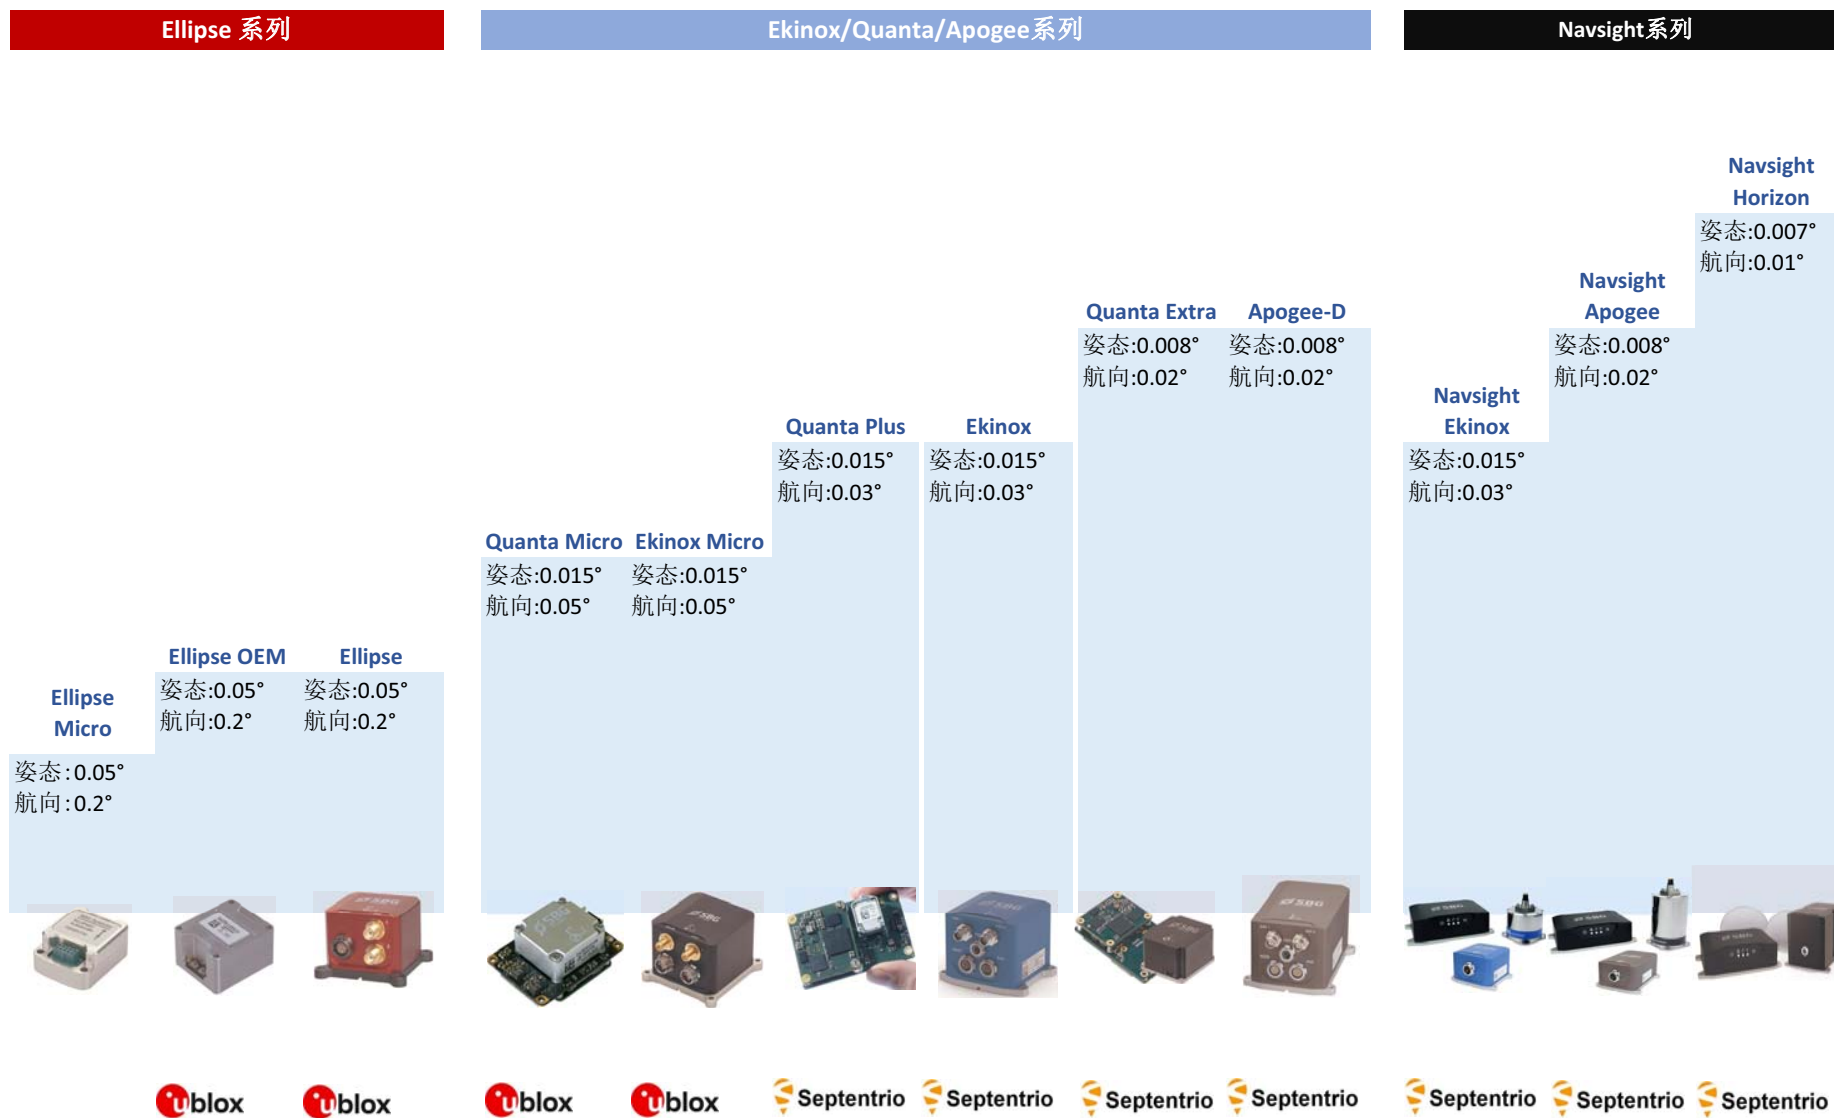 Ellipse 系列
Ellipse
Micro
姿态:0.05°
航向:0.2°
Ellipse OEM
姿态:0.05°
航向:0.2°
Ellipse
姿态:0.05°
航向:0.2°
ublox
ublox
Ekinox/Quanta/Apogee系列
Quanta Micro
姿态:0.015°
航向:0.05°
Ekinox Micro
姿态:0.015°
航向:0.05°
Quanta Plus
姿态:0.015°
航向:0.03°
Ekinox
姿态:0.015°
航向:0.03°
Quanta Extra
姿态:0.008°
航向:0.02°
Apogee-D
姿态:0.008°
航向:0.02°
SBG
SBG
SBG
SBG
ublox
ublox
Septentrio
Septentrio
Septentrio
Septentrio
Navsight系列
Navsight
Ekinox
姿态:0.015°
航向:0.03°
Navsight
Apogee
姿态:0.008°
航向:0.02°
Navsight
Horizon
姿态:0.007°
航向:0.01°
Septentrio
Septentrio
Septentrio